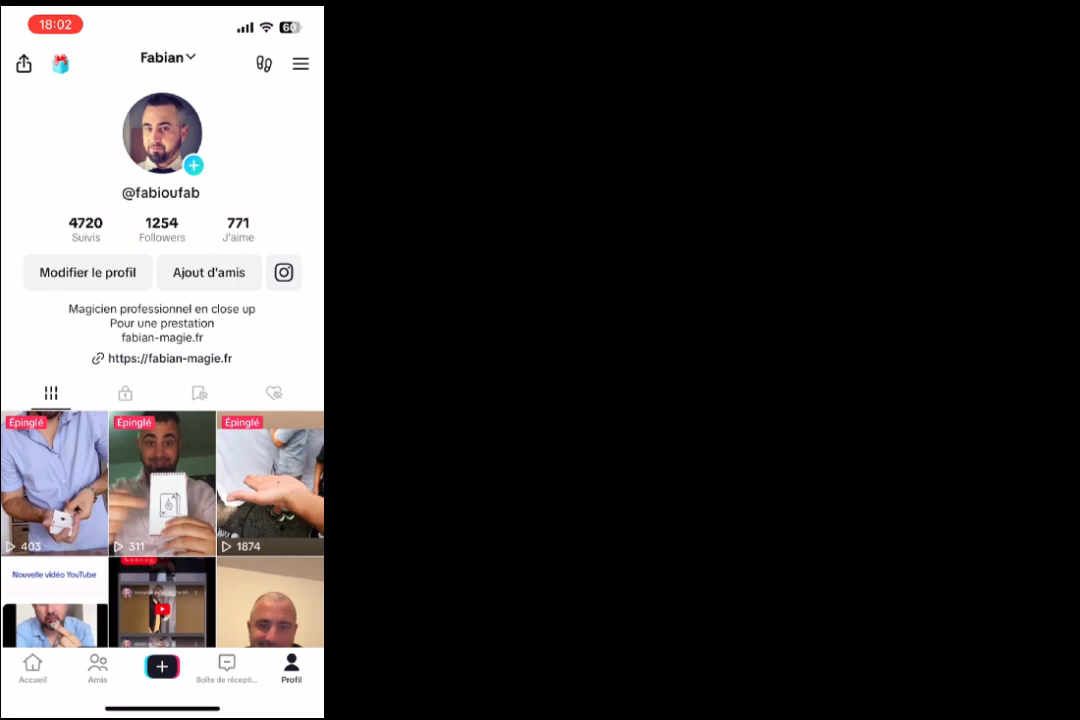 18:02
60
Fabian
@fabioufab
4720 1254 771
Suivis Followers J'aime
Modifier le profil Ajout d'amis
Magicien professionnel en close up
Pour une prestation
fabian-magie.fr
https://fabian-magie.fr
Épinglé Épinglé Épinglé
403 311 1874
Nouvelle vidéo YouTube
Accueil Amis Boîte de récepti... Profil